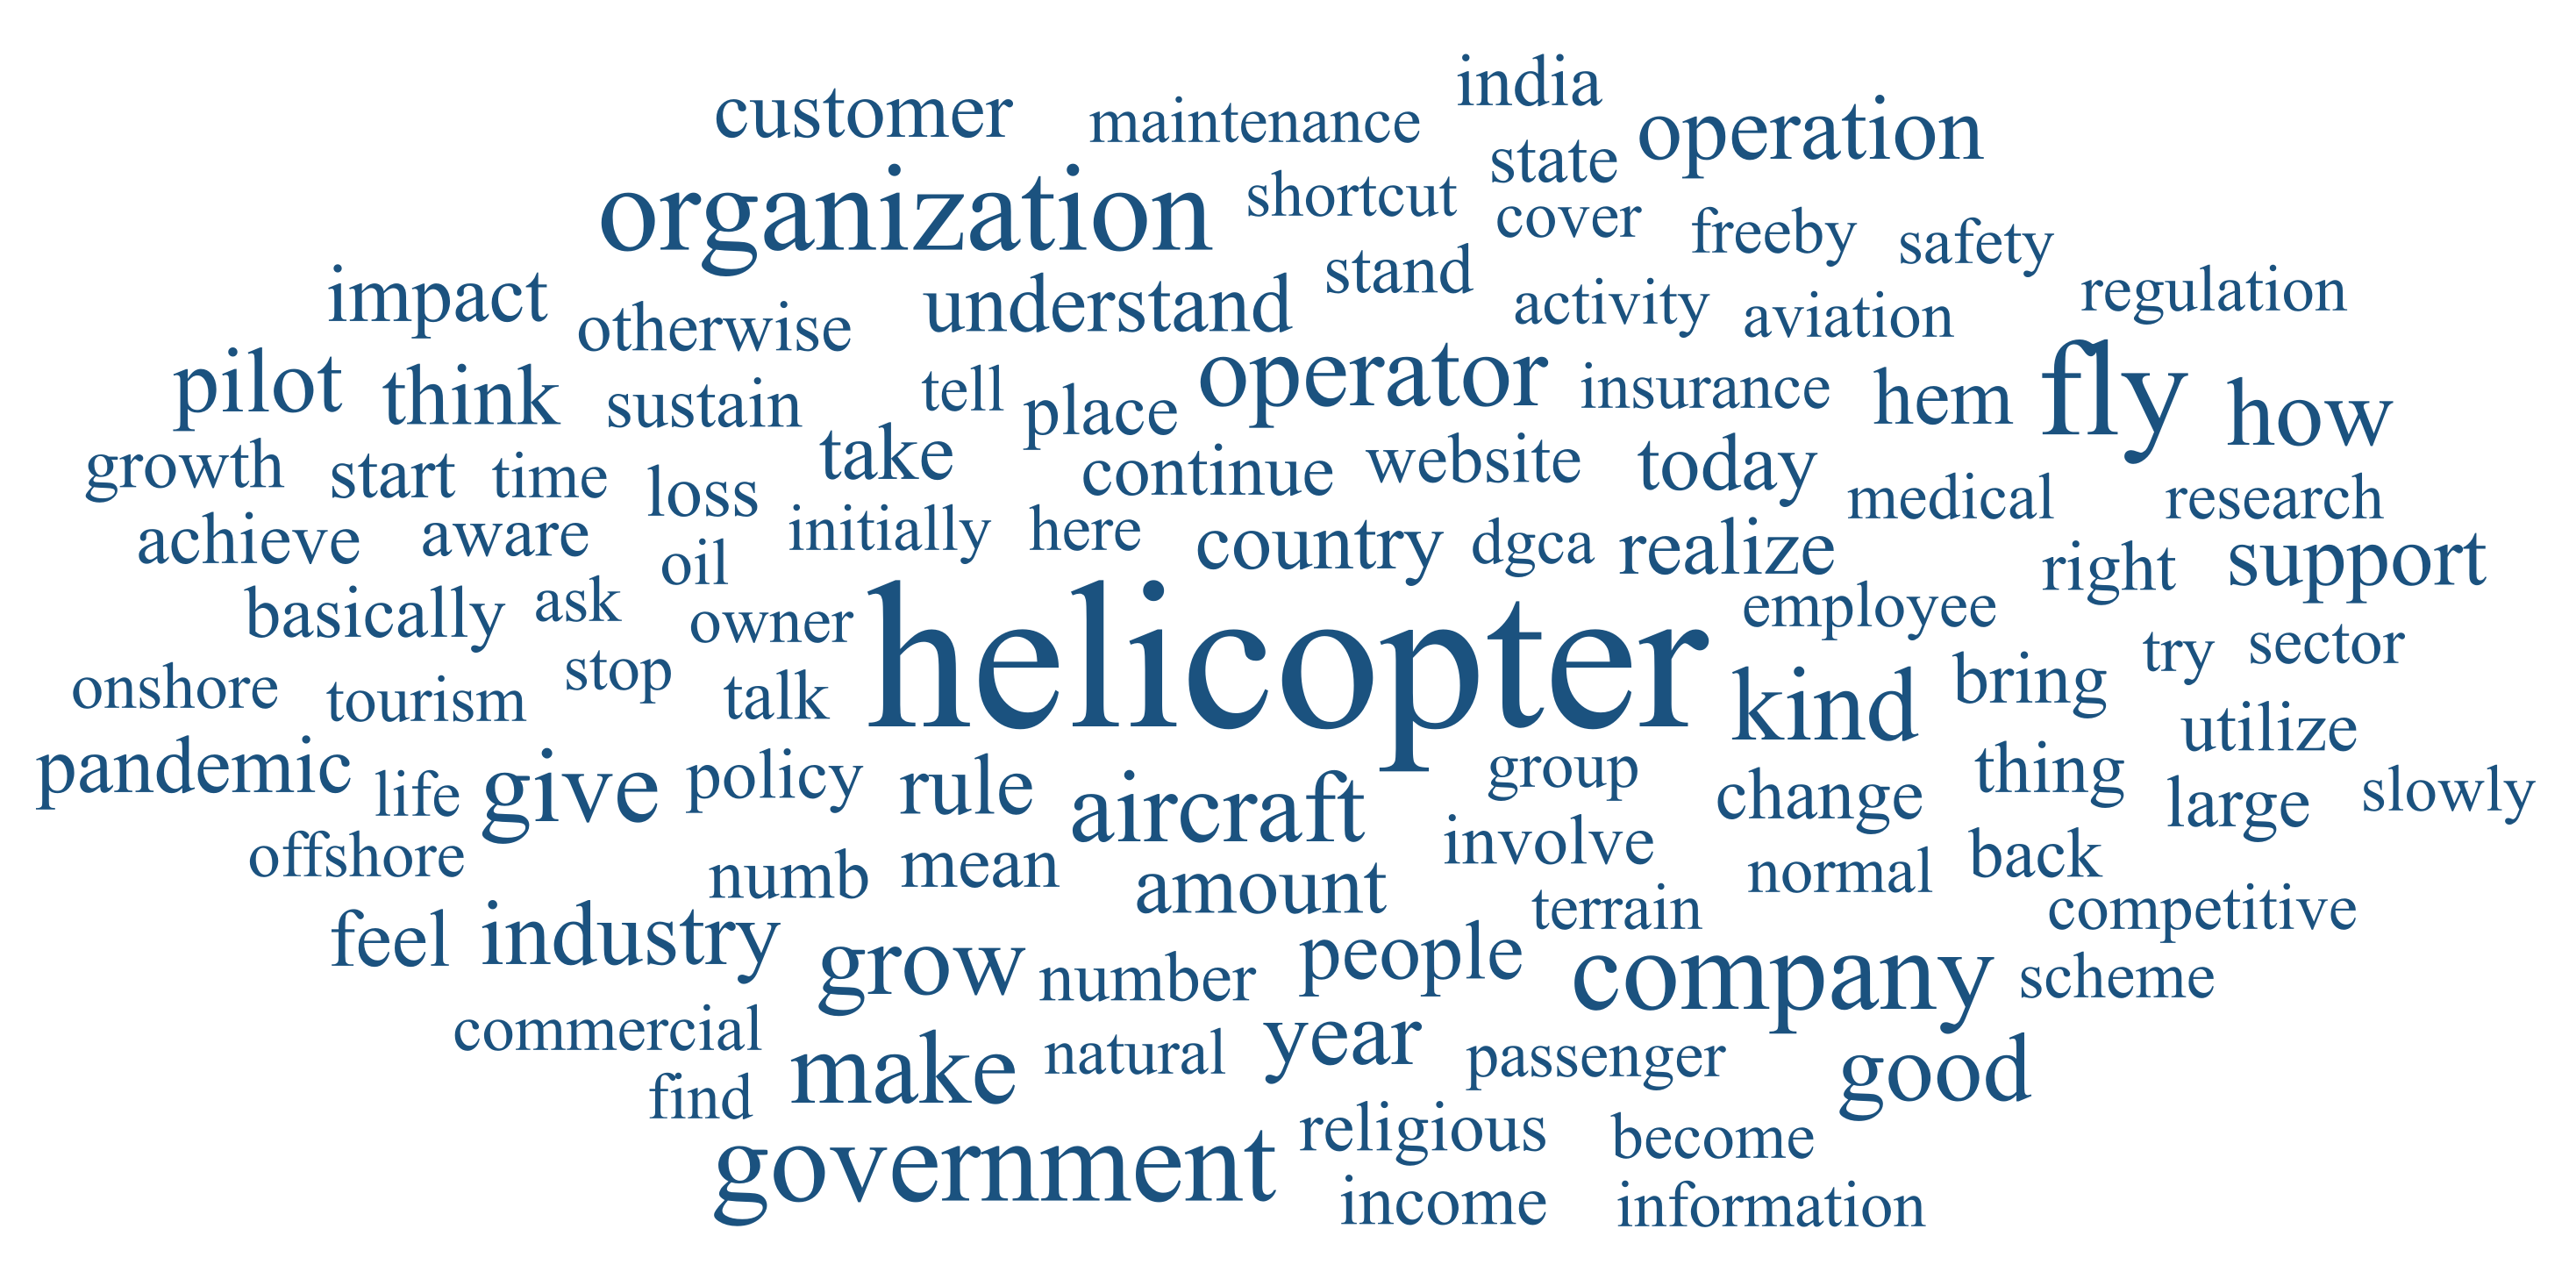 india
customer maintenance operation
state
organization shortcut cover freeby safety
impact otherwise understand stand activity aviation regulation
pilot think sustain tell place operator insurance hem fly how
growth start time loss take continue website today medical research
achieve aware oil initially here country dgca realize right support
basically ask owner helicopter employee try sector
onshore tourism stop talk kind bring utilize
pandemic life give policy rule aircraft group change thing large slowly
offshore numb mean amount involve normal back
feel industry grow number people terrain company competitive scheme
commercial make natural year passenger good
find
government religious become
income information